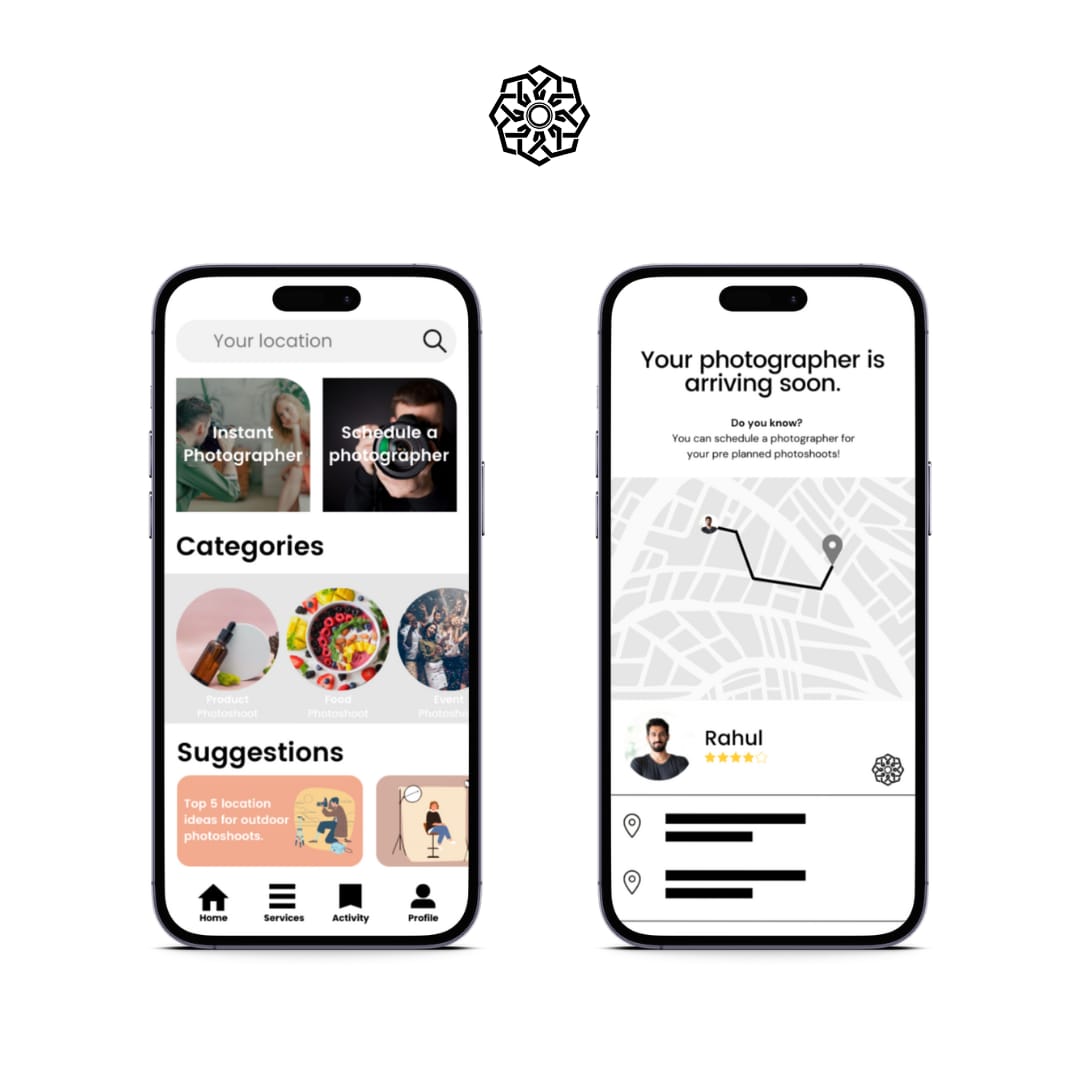 Your location
Instant
Photographer
Schedule a
photographer
Categories
Product
Photoshoot
Food
Photoshoot
Event
Suggestions
Top 5 location
ideas for outdoor
photoshoots.
Home
Services
Activity
Profile
Your photographer is
arriving soon.
Do you know?
You can schedule a photographer for
your pre planned photoshoots!
Rahul